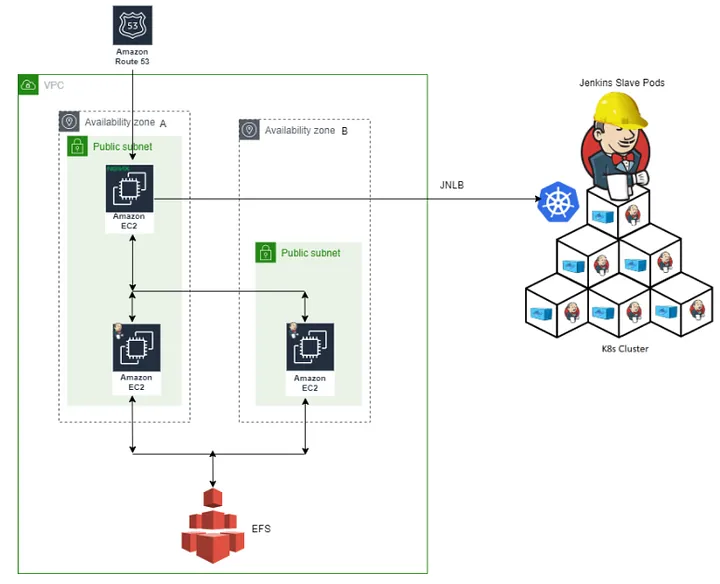 53
Amazon
Route 53
VPC
Availability zone A
Public subnet
Amazon
EC2
Availability zone B
Public subnet
Amazon
EC2
Amazon
EC2
EFS
JNLB
Jenkins Slave Pods
K8s Cluster